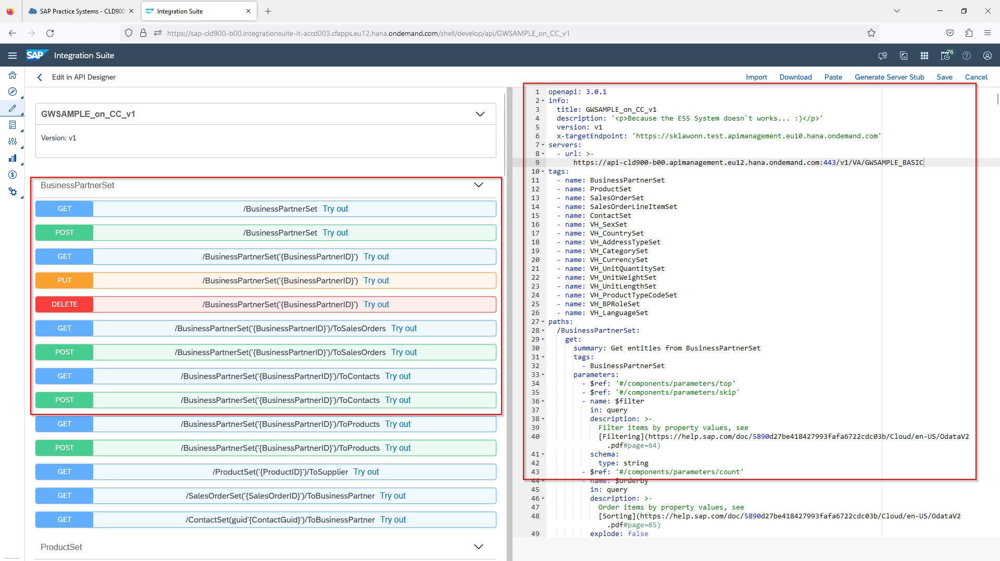 SAP Practice Systems - CLD900
Integration Suite
https://sap-cld900-b00.integrationsuite-it-accd003.cfapps.eu12.hana.ondemand.com/shell/develop/api/GWSAMPLE_on_CC_v1
SAP Integration Suite
76
Edit in API Designer
Import Download Paste Generate Server Stub Save Cancel
GWSAMPLE_on_CC_v1
Version: v1
BusinessPartnerSet
GET /BusinessPartnerSet Try out
POST /BusinessPartnerSet Try out
GET /BusinessPartnerSet('{BusinessPartnerID}') Try out
PUT /BusinessPartnerSet('{BusinessPartnerID}') Try out
DELETE /BusinessPartnerSet('{BusinessPartnerID}') Try out
GET /BusinessPartnerSet('{BusinessPartnerID}')/ToSalesOrders Try out
POST /BusinessPartnerSet('{BusinessPartnerID}')/ToSalesOrders Try out
GET /BusinessPartnerSet('{BusinessPartnerID}')/ToContacts Try out
POST /BusinessPartnerSet('{BusinessPartnerID}')/ToContacts Try out
GET /BusinessPartnerSet('{BusinessPartnerID}')/ToProducts Try out
POST /BusinessPartnerSet('{BusinessPartnerID}')/ToProducts Try out
GET /ProductSet('{ProductID}')/ToSupplier Try out
GET /SalesOrderSet('{SalesOrderID}')/ToBusinessPartner Try out
GET /ContactSet(guid'{ContactGuid}')/ToBusinessPartner Try out
ProductSet
1 openapi: 3.0.1
2 info:
3 title: GWSAMPLE_on_CC_v1
4 description: '<p>Because the ES5 System doesn`t works... :)</p>'
5 version: v1
6 x-targetEndpoint: 'https://sklawonn.test.apimanagement.eu10.hana.ondemand.com'
7 servers:
8 - url: >-
9 https://api-cld900-b00.apimanagement.eu12.hana.ondemand.com:443/v1/VA/GWSAMPLE_BASIC
10 tags:
11 - name: BusinessPartnerSet
12 - name: ProductSet
13 - name: SalesOrderSet
14 - name: SalesOrderLineItemSet
15 - name: ContactSet
16 - name: VH_SexSet
17 - name: VH_CountrySet
18 - name: VH_AddressTypeSet
19 - name: VH_CategorySet
20 - name: VH_CurrencySet
21 - name: VH_UnitQuantitySet
22 - name: VH_UnitWeightSet
23 - name: VH_UnitLengthSet
24 - name: VH_ProductTypeCodeSet
25 - name: VH_BPRoleSet
26 - name: VH_LanguageSet
27 paths:
28 /BusinessPartnerSet:
29 get:
30 summary: Get entities from BusinessPartnerSet
31 tags:
32 - BusinessPartnerSet
33 parameters:
34 - $ref: '#/components/parameters/top'
35 - $ref: '#/components/parameters/skip'
36 - name: $filter
37 in: query
38 description: >-
39 Filter items by property values, see
40 [Filtering](https://help.sap.com/doc/5890d27be418427993fafa6722cdc03b/Cloud/en-US/OdataV2
.pdf#page=64)
41 schema:
42 type: string
43 - $ref: '#/components/parameters/count'
44 - name: $orderby
45 in: query
46 description: >-
47 Order items by property values, see
48 [Sorting](https://help.sap.com/doc/5890d27be418427993fafa6722cdc03b/Cloud/en-US/OdataV2
.pdf#page=65)
49 explode: false